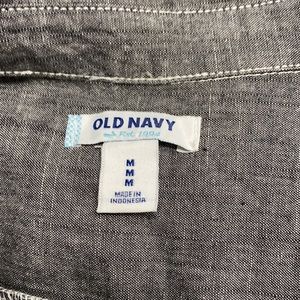 OLD NAVY
Est. 1994
M
M
M
MADE IN
INDONESIA